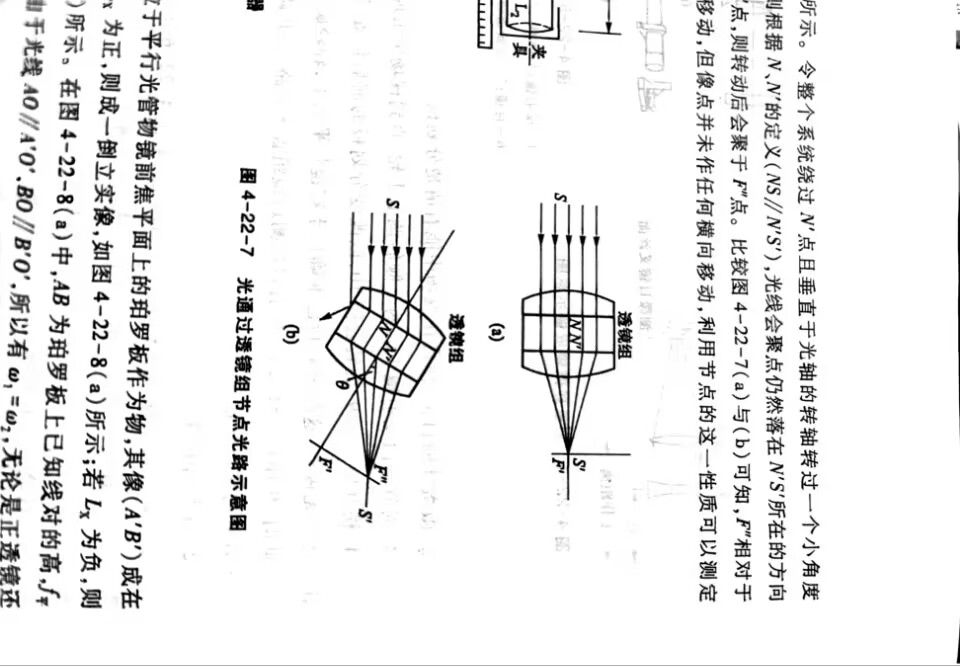 所示。令整个系统绕过 N′点且垂直于光轴的转轴转过一个小角度
根据 N、N′的定义(NS∥N′S′),光线会聚点仍然落在 N′S′所在的方向
点,则转动后会聚于 F″点。比较图 4-22-7(a)与(b)可知,F″相对于
移动,但像点并未作任何横向移动,利用节点的这一性质可以测定
L₂
夹
具
透镜组
S
N
N′
S′
F′
(a)
透镜组
S
N
N′
θ
F″
F′
S′
(b)
图 4-22-7 光通过透镜组节点光路示意图
器
于平行光管物镜前焦平面上的珀罗板作为物,其像(A′B′)成在
为正,则成一倒立实像,如图 4-22-8(a)所示;若 Lx 为负,则
)所示。在图 4-22-8(a)中,AB 为珀罗板上已知线对的高,f平
由于光线 AO∥A′O′、BO∥B′O′,所以有 ω₁=ω₂,无论是正透镜还